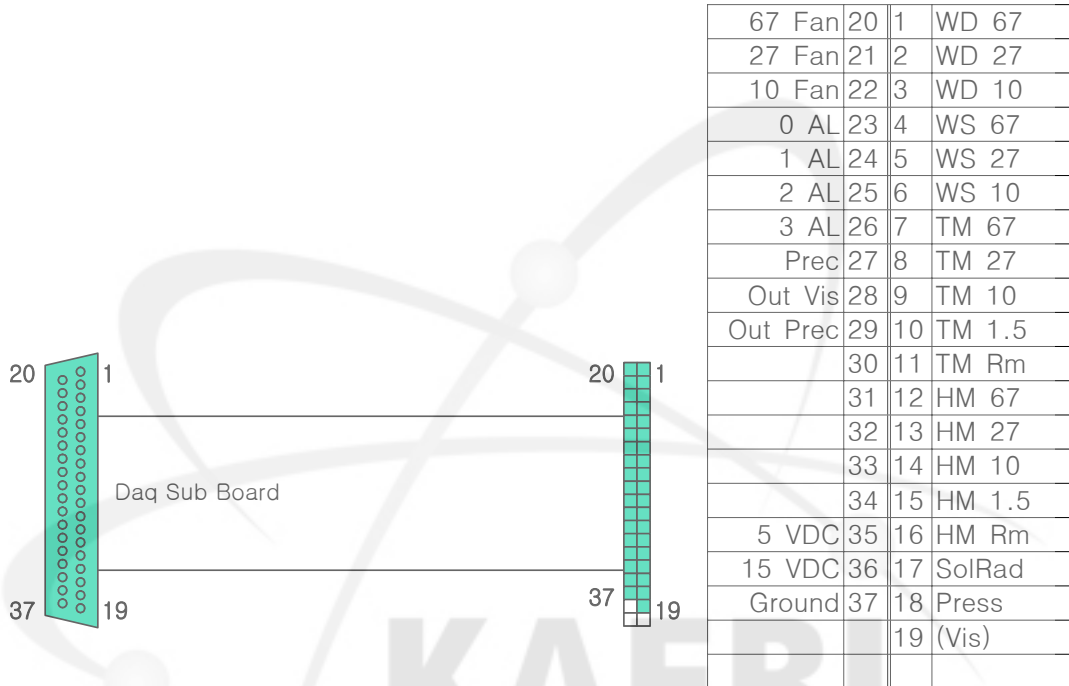 67 Fan 20 1 WD 67
27 Fan 21 2 WD 27
10 Fan 22 3 WD 10
0 AL 23 4 WS 67
1 AL 24 5 WS 27
2 AL 25 6 WS 10
3 AL 26 7 TM 67
Prec 27 8 TM 27
Out Vis 28 9 TM 10
Out Prec 29 10 TM 1.5
30 11 TM Rm
31 12 HM 67
32 13 HM 27
33 14 HM 10
34 15 HM 1.5
5 VDC 35 16 HM Rm
15 VDC 36 17 SolRad
Ground 37 18 Press
19 (Vis)
20 1
20 1
Daq Sub Board
37 19
37 19